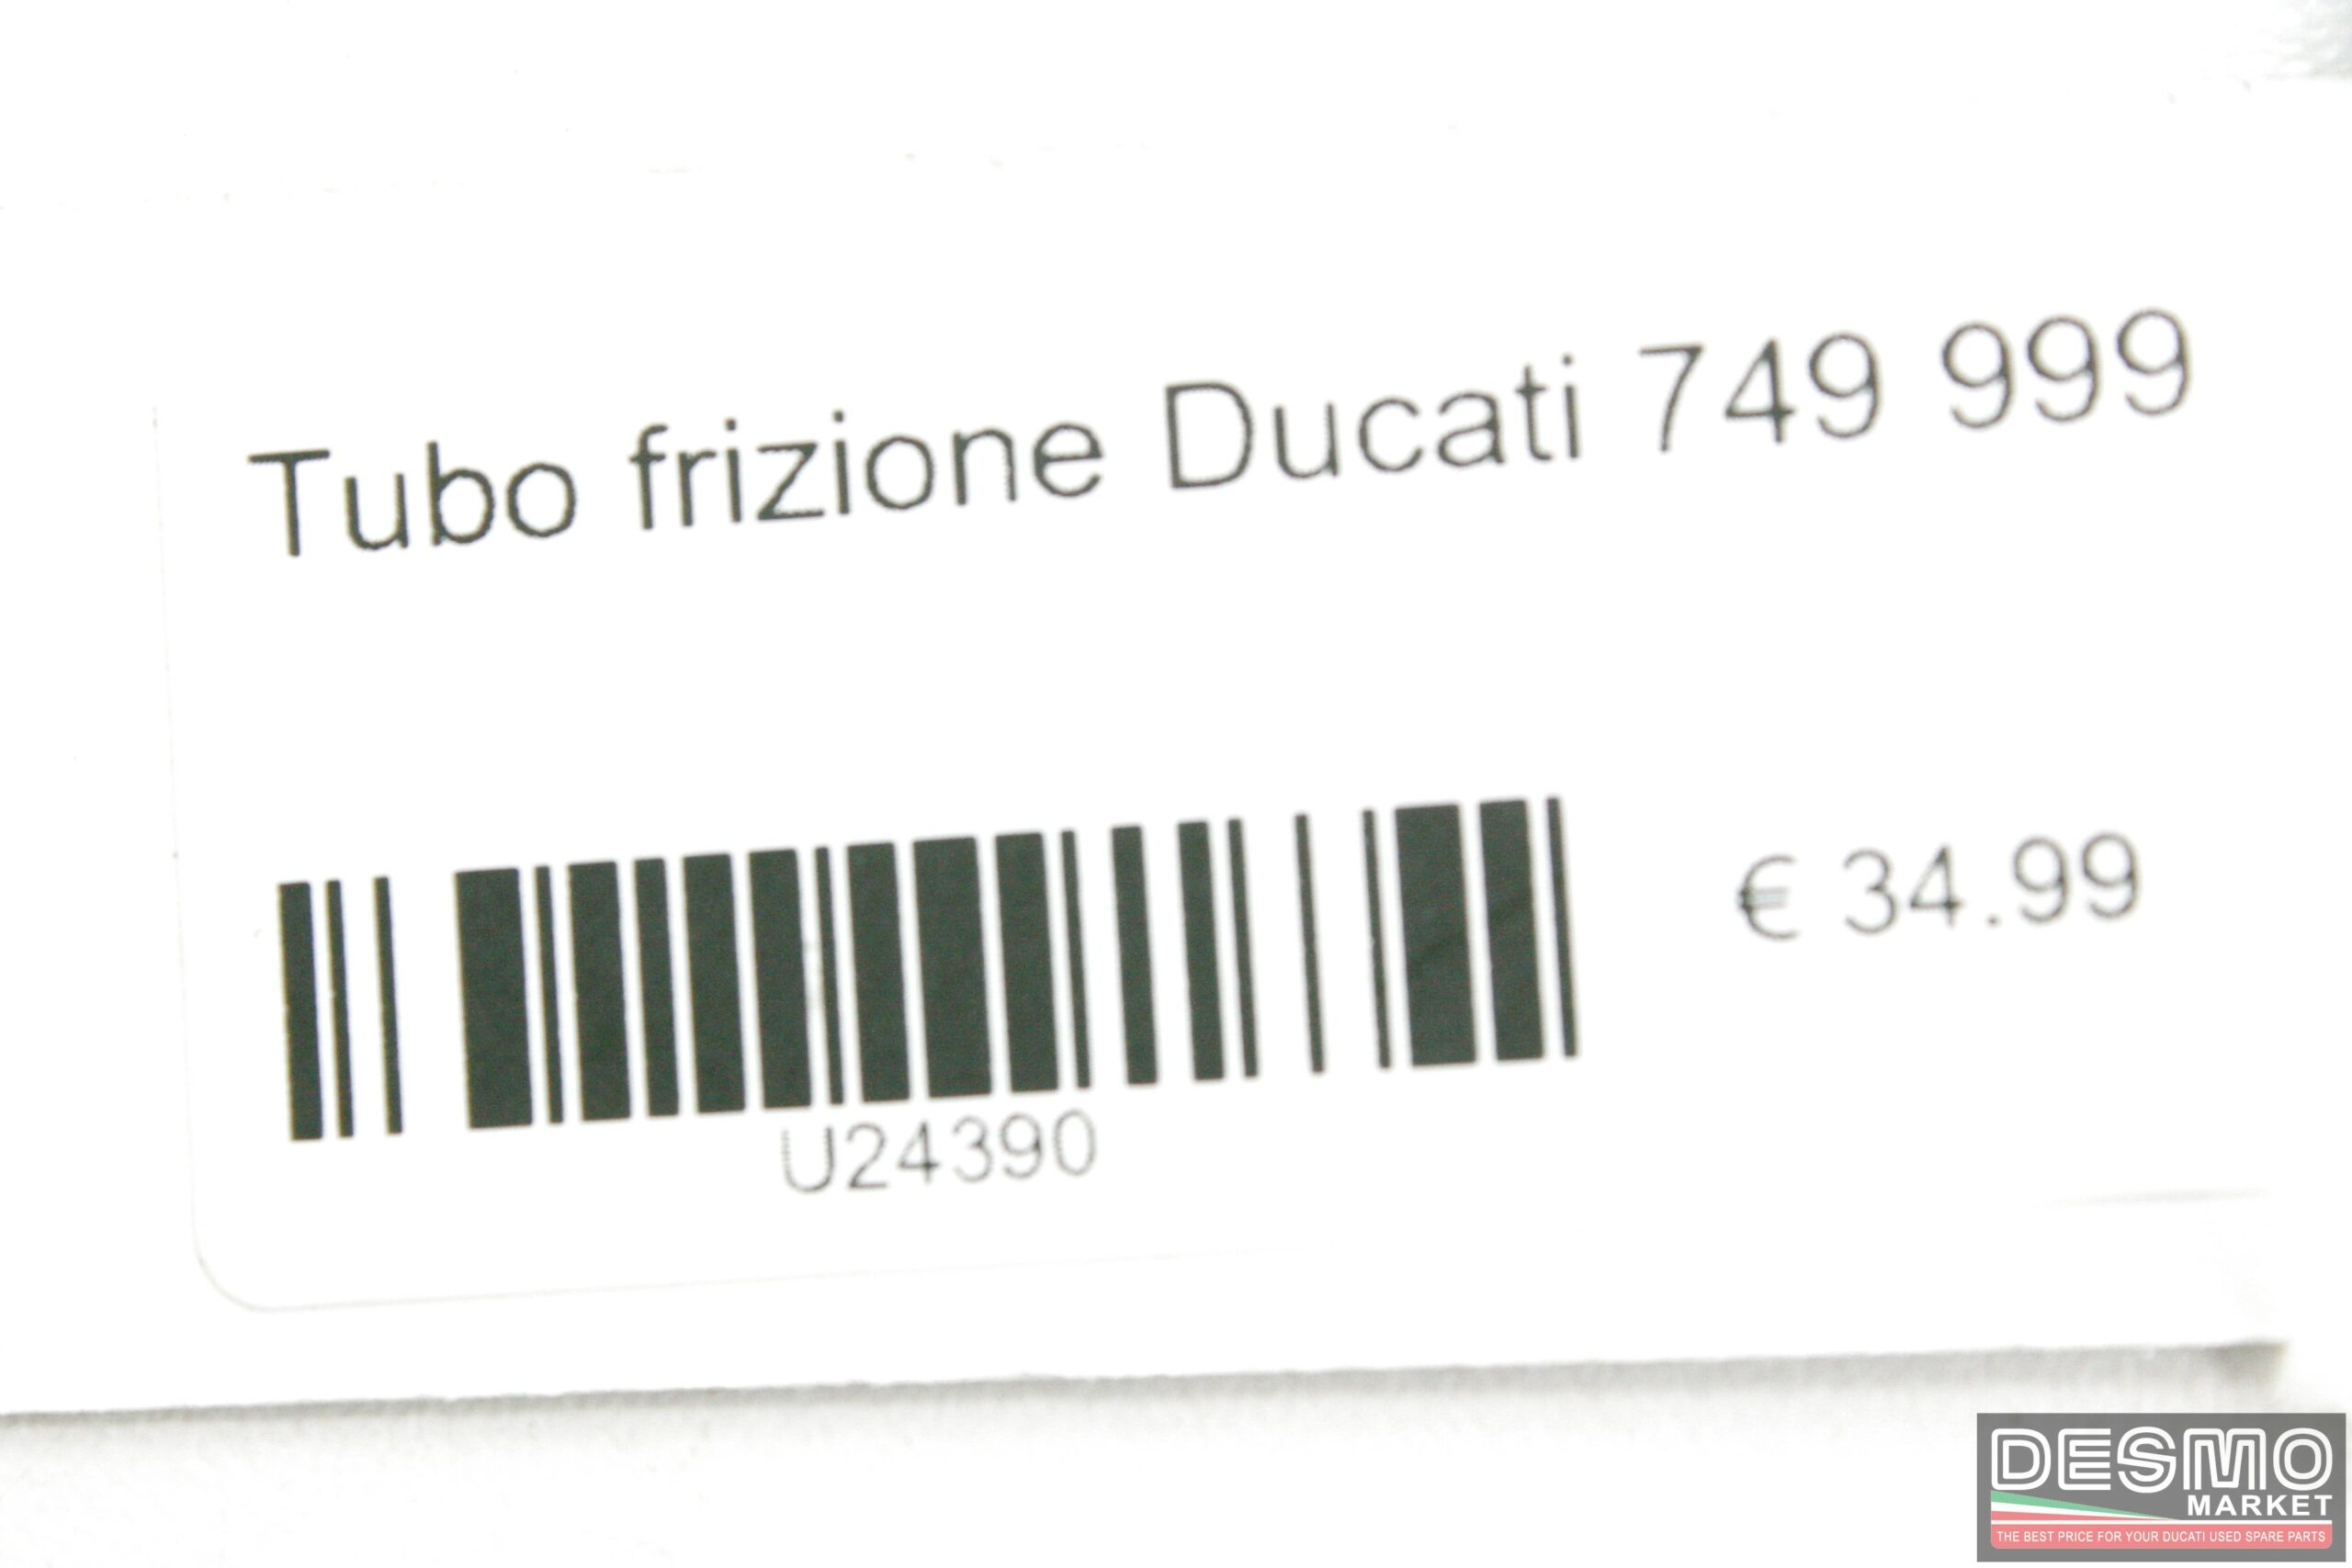 Tubo frizione Ducati 749 999
€ 34.99
U24390
DESMO
MARKET
THE BEST PRICE FOR YOUR DUCATI USED SPARE PARTS